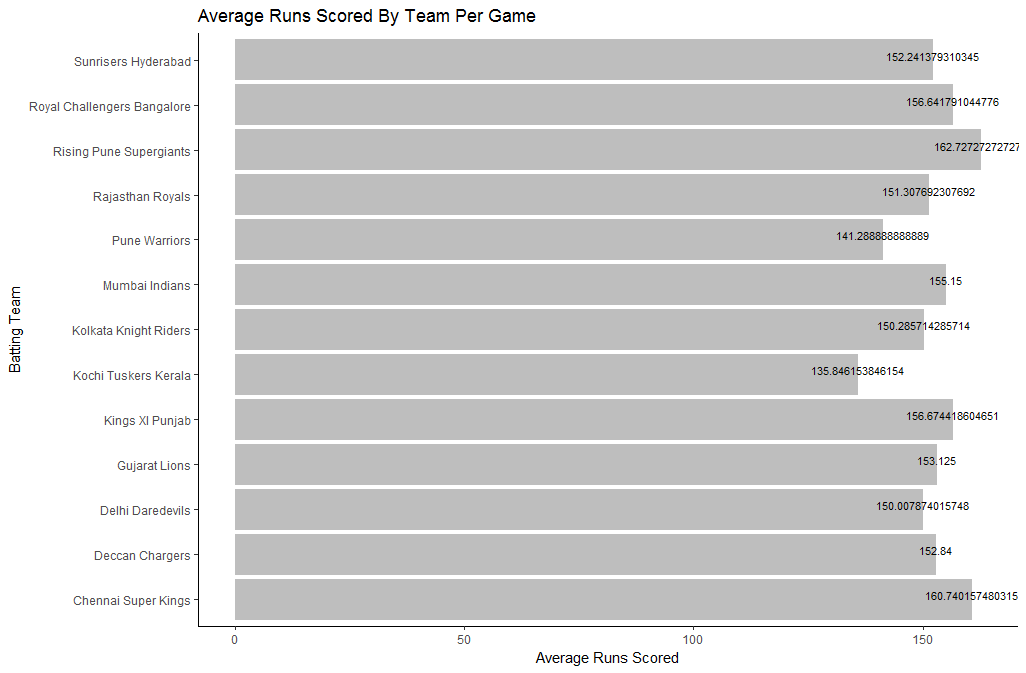 Average Runs Scored By Team Per Game
Batting Team
Sunrisers Hyderabad 152.241379310345
Royal Challengers Bangalore 156.641791044776
Rising Pune Supergiants 162.72727272727
Rajasthan Royals 151.307692307692
Pune Warriors 141.288888888889
Mumbai Indians 155.15
Kolkata Knight Riders 150.285714285714
Kochi Tuskers Kerala 135.846153846154
Kings XI Punjab 156.674418604651
Gujarat Lions 153.125
Delhi Daredevils 150.007874015748
Deccan Chargers 152.84
Chennai Super Kings 160.740157480315
0 50 100 150
Average Runs Scored